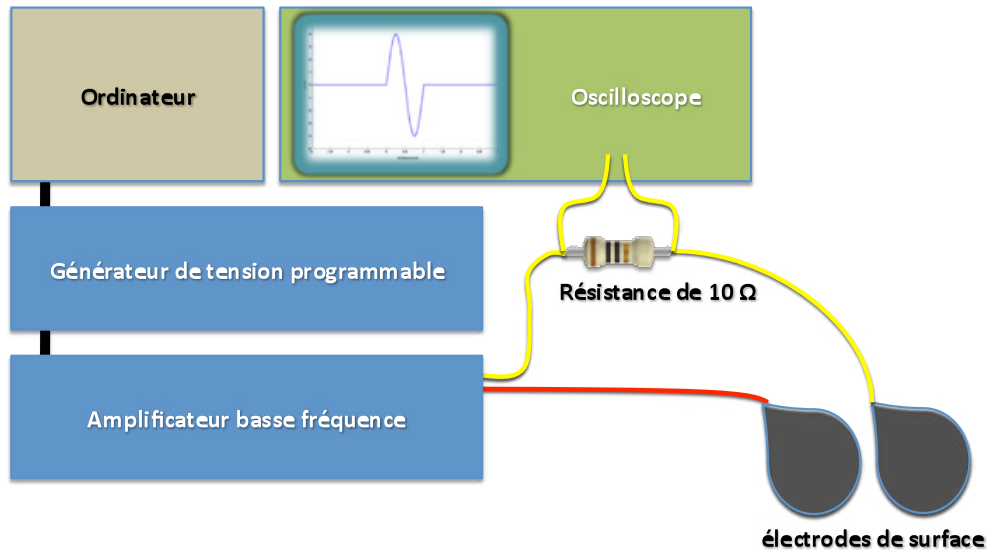 Ordinateur
Oscilloscope
Générateur de tension programmable
Résistance de 10 Ω
Amplificateur basse fréquence
électrodes de surface